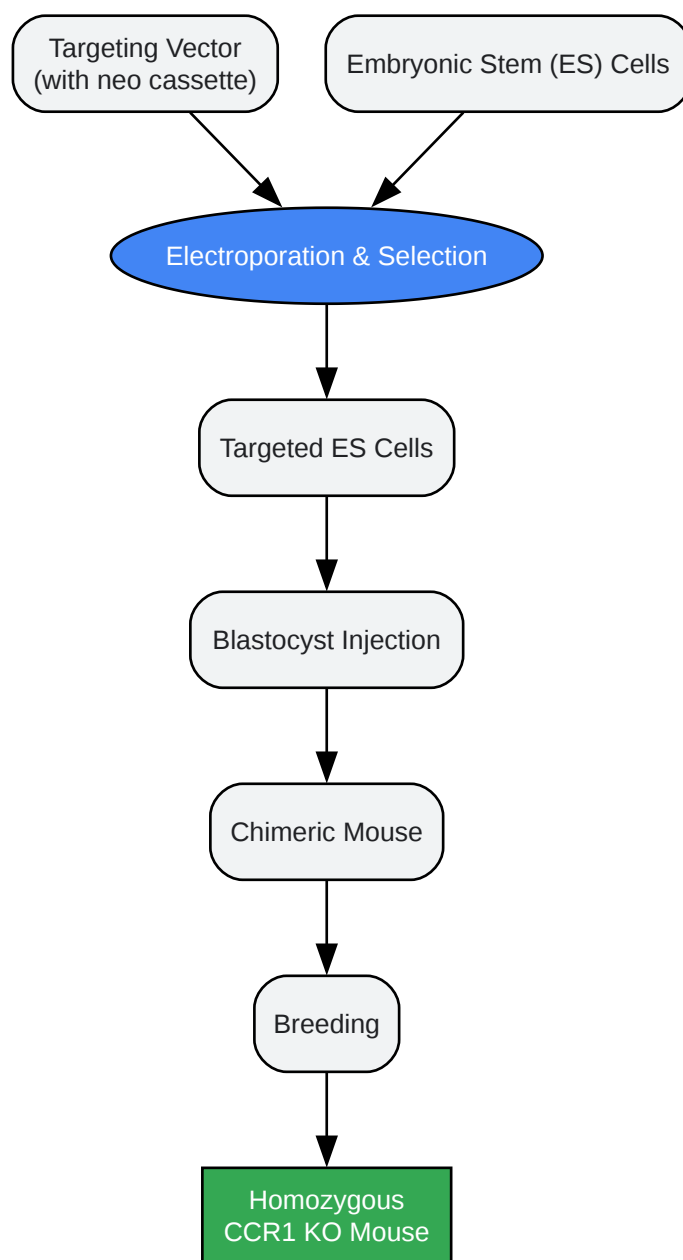 Targeting Vector
(with neo cassette)
Embryonic Stem (ES) Cells
Electroporation & Selection
Targeted ES Cells
Blastocyst Injection
Chimeric Mouse
Breeding
Homozygous
CCR1 KO Mouse